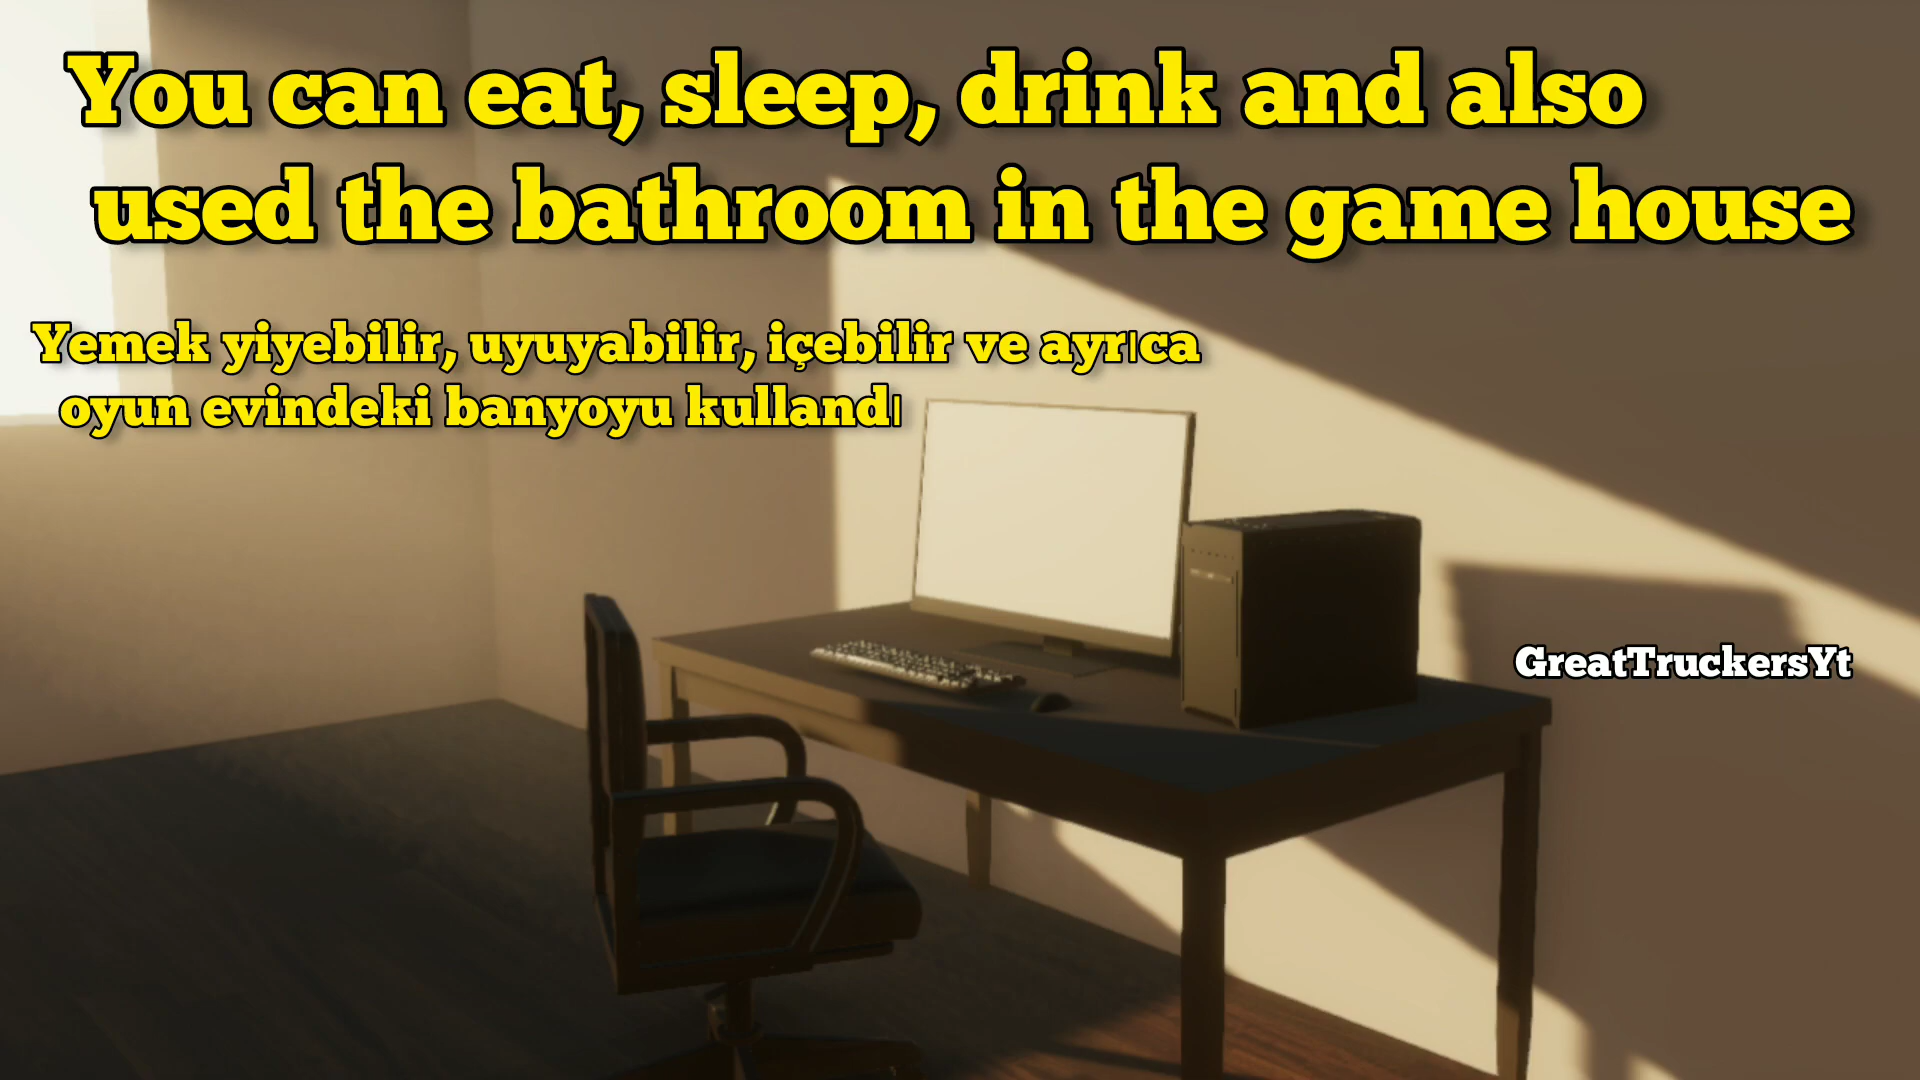 You can eat, sleep, drink and also
used the bathroom in the game house
Yemek yiyebilir, uyuyabilir, içebilir ve ayrıca
oyun evindeki banyoyu kullandı
GreatTruckersYt